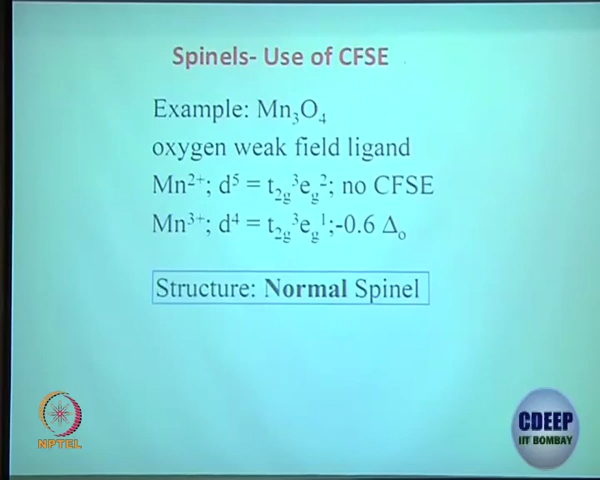 Spinels- Use of CFSE
Example: Mn₃O₄
oxygen weak field ligand
Mn²⁺; d⁵ = t₂g³eg²; no CFSE
Mn³⁺; d⁴ = t₂g³eg¹;-0.6 Δₒ
Structure: Normal Spinel
NPTEL
CDEEP
IIT BOMBAY